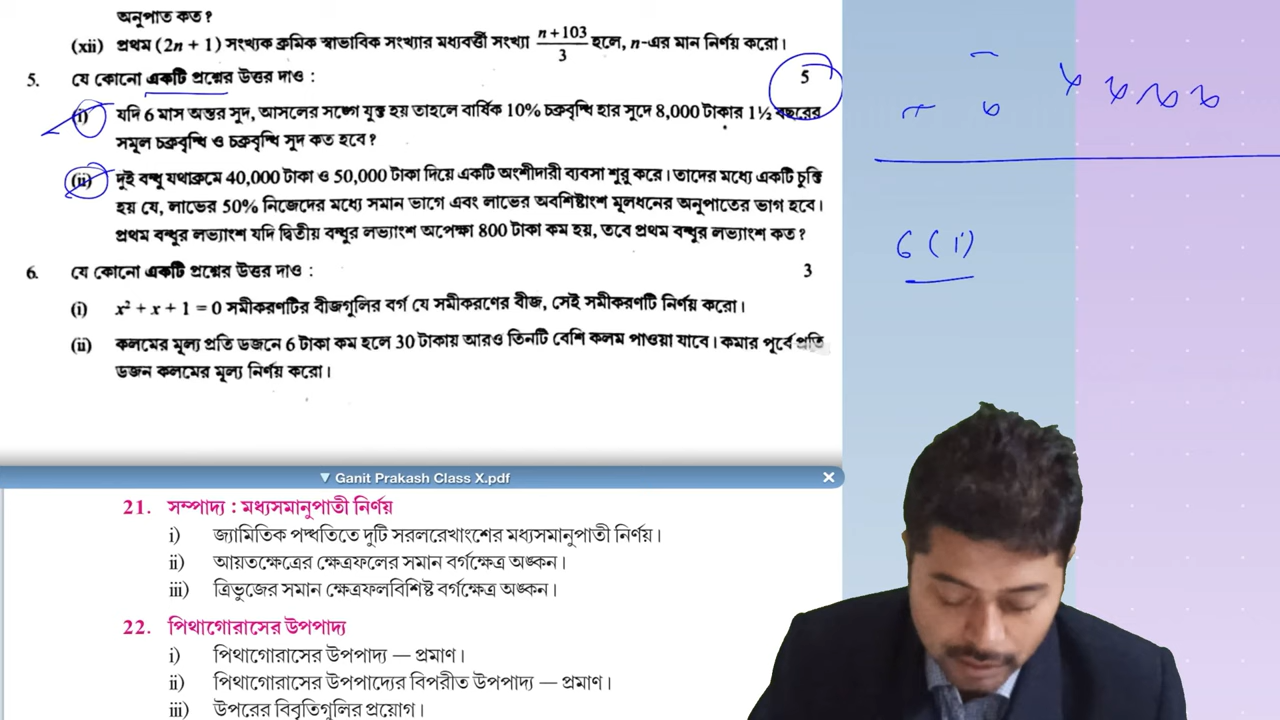 অনুপাত কত?
(xii) প্রথম (2n + 1) সংখ্যক ক্রমিক স্বাভাবিক সংখ্যার মধ্যবর্ত্তী সংখ্যা (n+103)/3 হলে, n-এর মান নির্ণয় করো।
5. যে কোনো একটি প্রশ্নের উত্তর দাও : 5
(i) যদি 6 মাস অন্তর সুদ, আসলের সঙ্গে যুক্ত হয় তাহলে বার্ষিক 10% চক্রবৃদ্ধি হার সুদে 8,000 টাকার 1½ বছরের
সমূল চক্রবৃদ্ধি ও চক্রবৃদ্ধি সুদ কত হবে?
(ii) দুই বন্ধু যথাক্রমে 40,000 টাকা ও 50,000 টাকা দিয়ে একটি অংশীদারী ব্যবসা শুরু করে। তাদের মধ্যে একটি চুক্তি
হয় যে, লাভের 50% নিজেদের মধ্যে সমান ভাগে এবং লাভের অবশিষ্টাংশ মূলধনের অনুপাতের ভাগ হবে।
প্রথম বন্ধুর লভ্যাংশ যদি দ্বিতীয় বন্ধুর লভ্যাংশ অপেক্ষা 800 টাকা কম হয়, তবে প্রথম বন্ধুর লভ্যাংশ কত?
6. যে কোনো একটি প্রশ্নের উত্তর দাও : 3
(i) x² + x + 1 = 0 সমীকরণটির বীজগুলির বর্গ যে সমীকরণের বীজ, সেই সমীকরণটি নির্ণয় করো।
(ii) কলমের মূল্য প্রতি ডজনে 6 টাকা কম হলে 30 টাকায় আরও তিনটি বেশি কলম পাওয়া যাবে। কমার পূর্বে প্রতি
ডজন কলমের মূল্য নির্ণয় করো।
6 (i)
▼ Ganit Prakash Class X.pdf ✕
21. সম্পাদ্য : মধ্যসমানুপাতী নির্ণয়
i) জ্যামিতিক পদ্ধতিতে দুটি সরলরেখাংশের মধ্যসমানুপাতী নির্ণয়।
ii) আয়তক্ষেত্রের ক্ষেত্রফলের সমান বর্গক্ষেত্র অঙ্কন।
iii) ত্রিভুজের সমান ক্ষেত্রফলবিশিষ্ট বর্গক্ষেত্র অঙ্কন।
22. পিথাগোরাসের উপপাদ্য
i) পিথাগোরাসের উপপাদ্য — প্রমাণ।
ii) পিথাগোরাসের উপপাদ্যের বিপরীত উপপাদ্য — প্রমাণ।
iii) উপরের বিবৃতিগুলির প্রয়োগ।